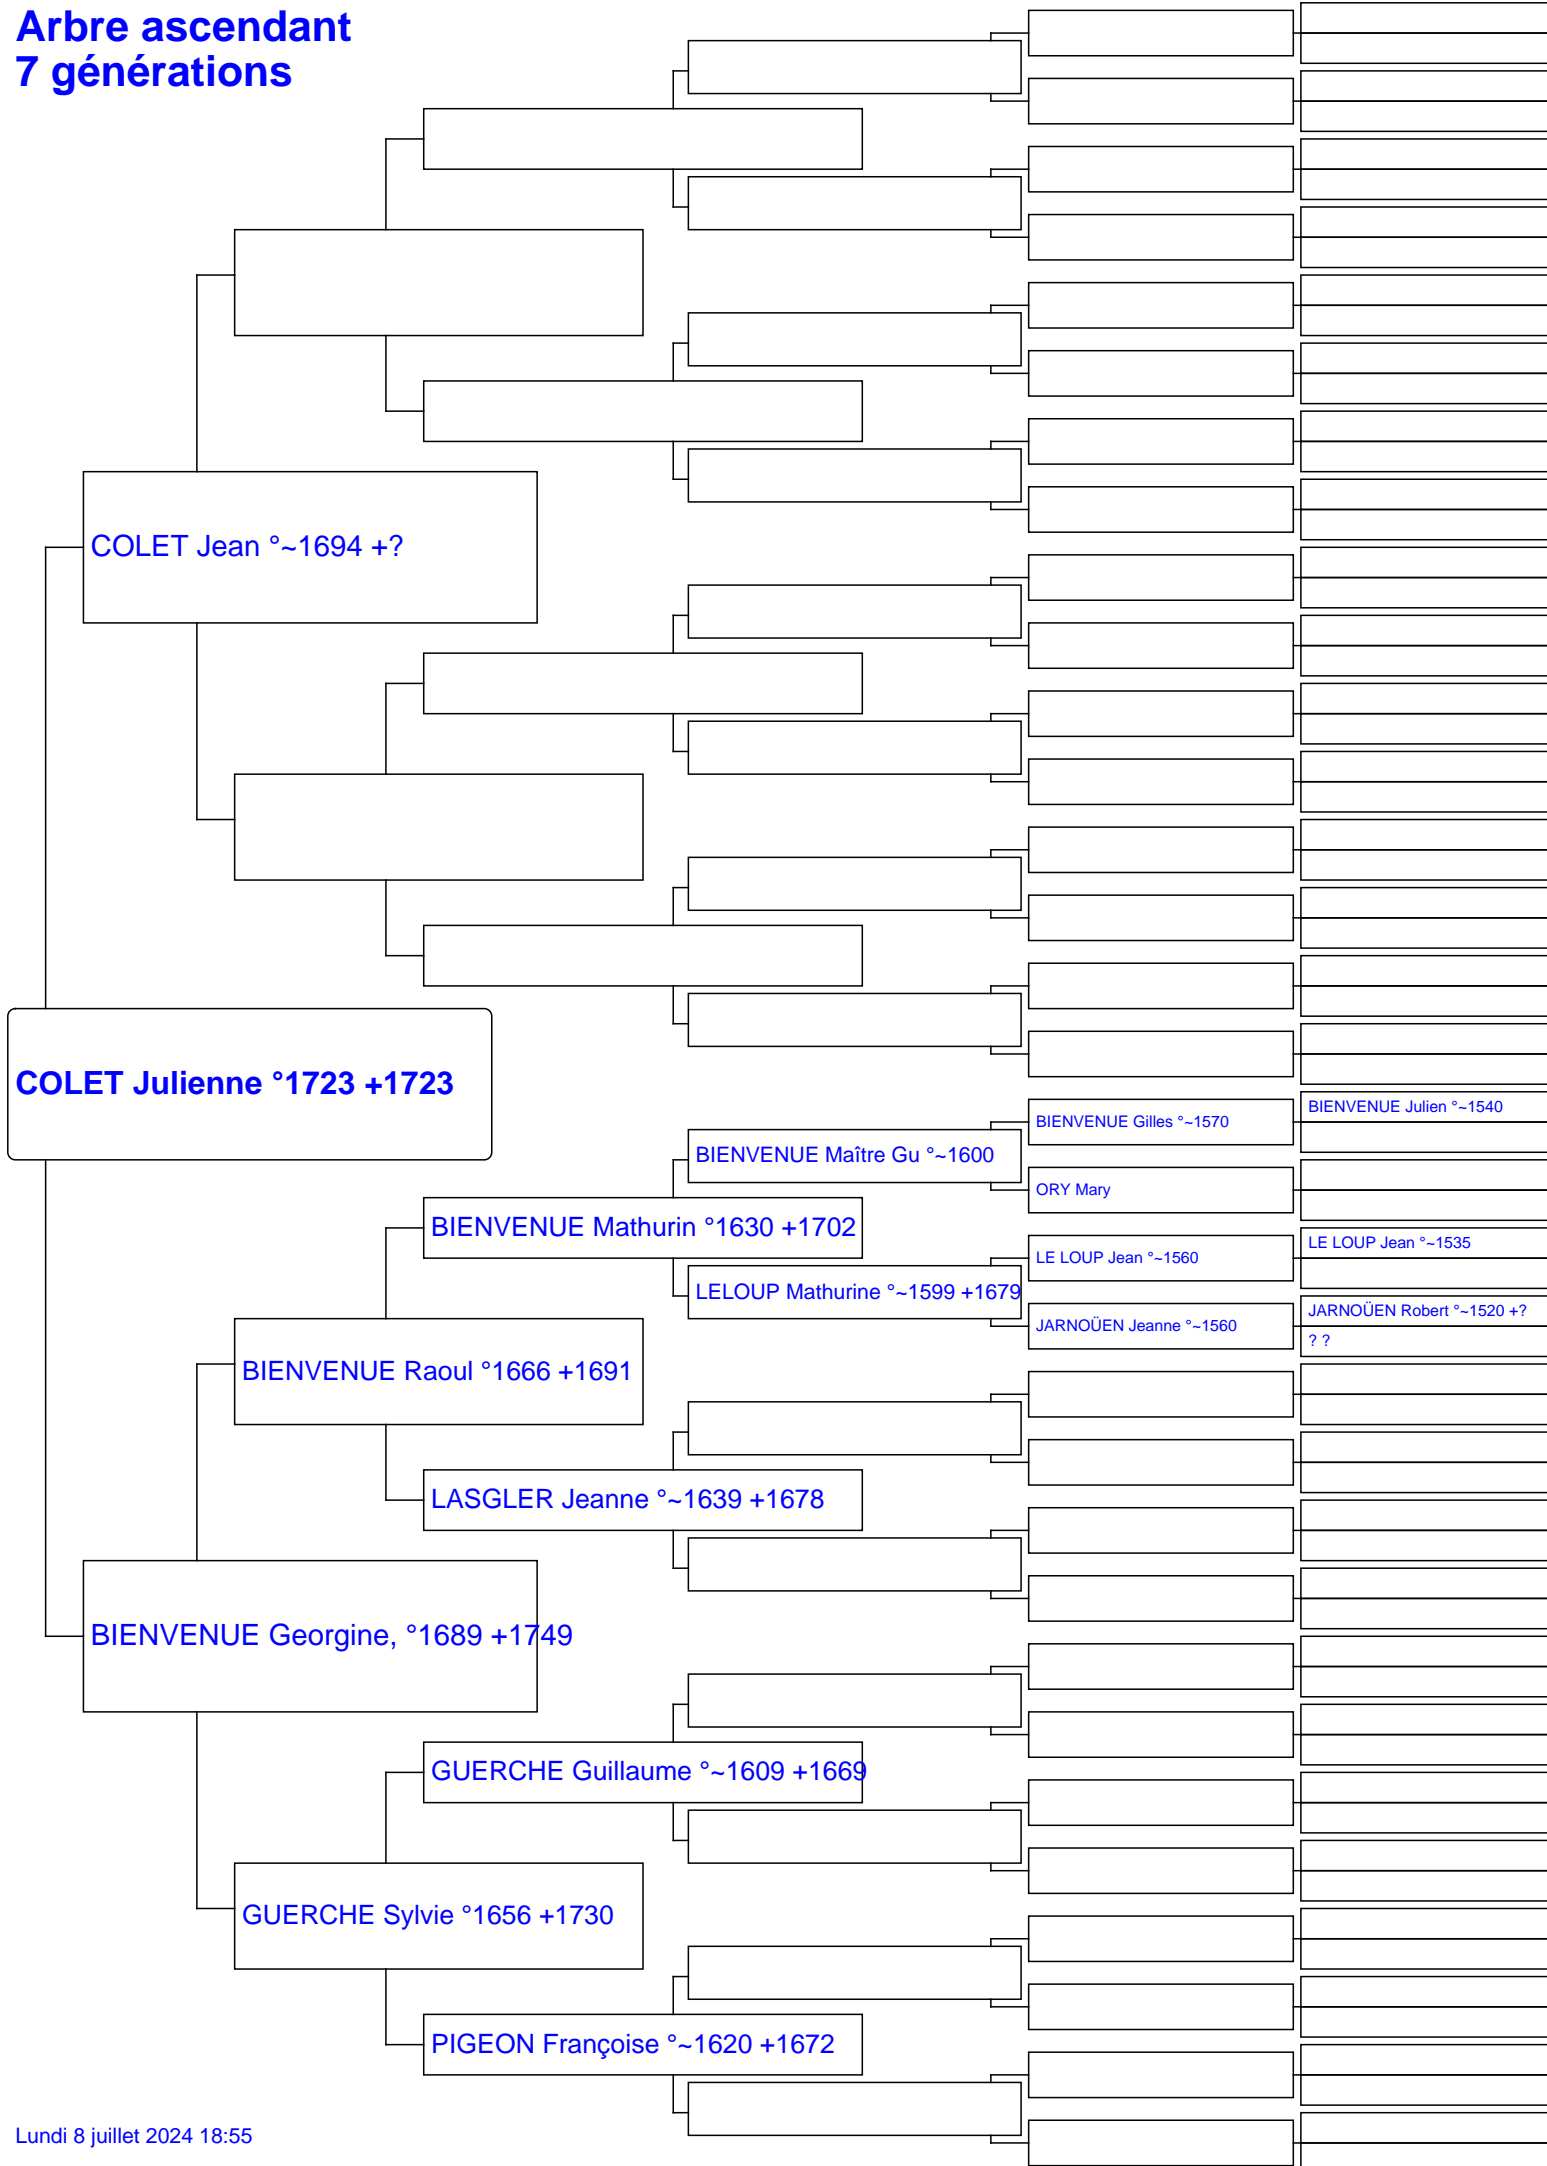 Arbre ascendant
7 générations
COLET Jean °~1694 +?
COLET Julienne °1723 +1723
BIENVENUE Julien °~1540
BIENVENUE Gilles °~1570
BIENVENUE Maître Gu °~1600
ORY Mary
BIENVENUE Mathurin °1630 +1702
LE LOUP Jean °~1535
LE LOUP Jean °~1560
LELOUP Mathurine °~1599 +1679
JARNOÜEN Robert °~1520 +?
JARNOÜEN Jeanne °~1560
? ?
BIENVENUE Raoul °1666 +1691
LASGLER Jeanne °~1639 +1678
BIENVENUE Georgine, °1689 +1749
GUERCHE Guillaume °~1609 +1669
GUERCHE Sylvie °1656 +1730
PIGEON Françoise °~1620 +1672
Lundi 8 juillet 2024 18:55